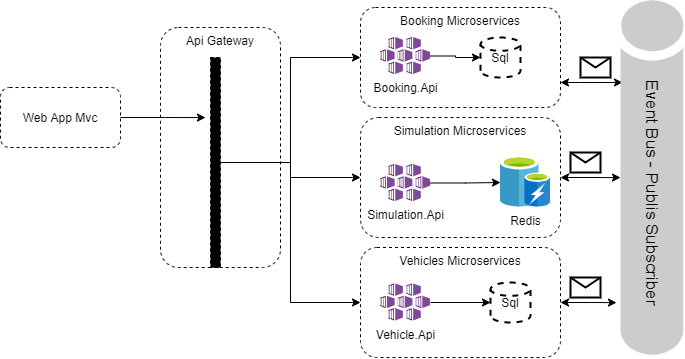 Booking Microservices
Api Gateway
Sql
Booking.Api
Web App Mvc
Simulation Microservices
Simulation.Api
Redis
Vehicles Microservices
Sql
Vehicle.Api
Event Bus - Publis Subscriber